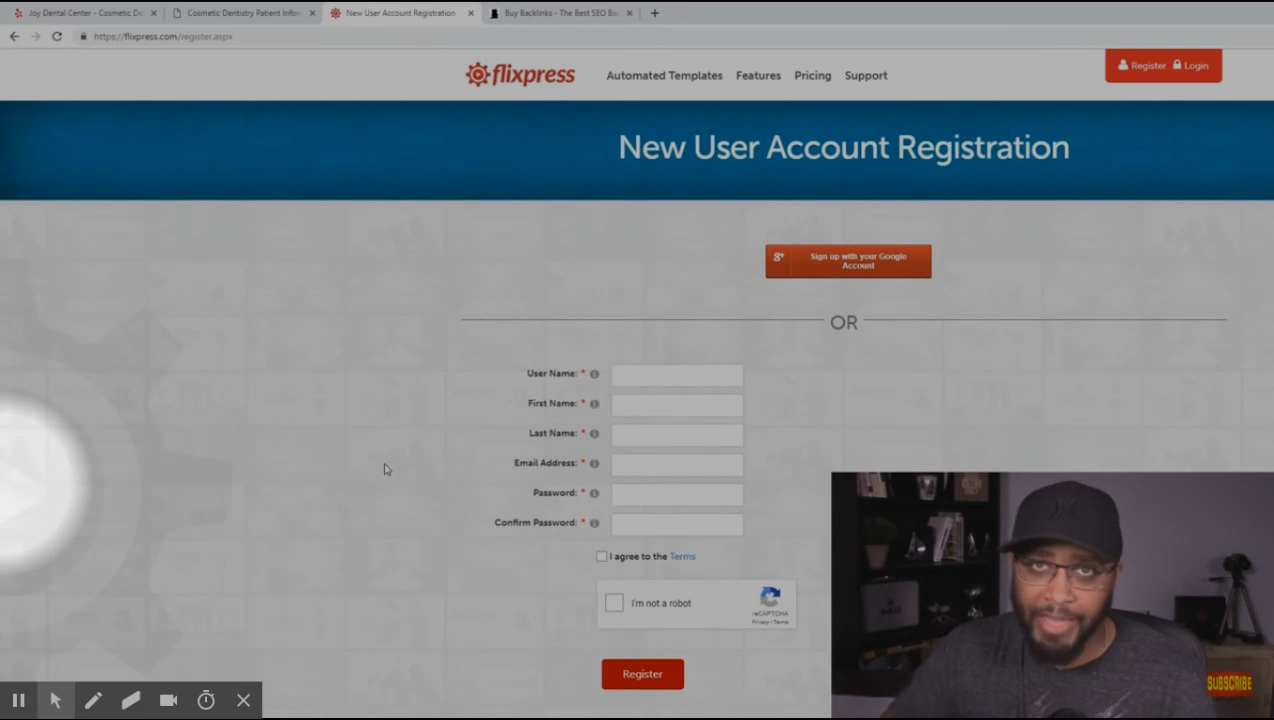 Joy Dental Center - Cosmetic De
Cosmetic Dentistry Patient Infor
New User Account Registration
Buy Backlinks - The Best SEO Ba
https://flixpress.com/register.aspx
flixpress
Automated Templates Features Pricing Support
Register Login
New User Account Registration
g+ Sign up with your Google
Account
OR
User Name: *
First Name: *
Last Name: *
Email Address: *
Password: *
Confirm Password: *
I agree to the Terms
I'm not a robot
reCAPTCHA
Privacy - Terms
Register
SUBSCRIBE